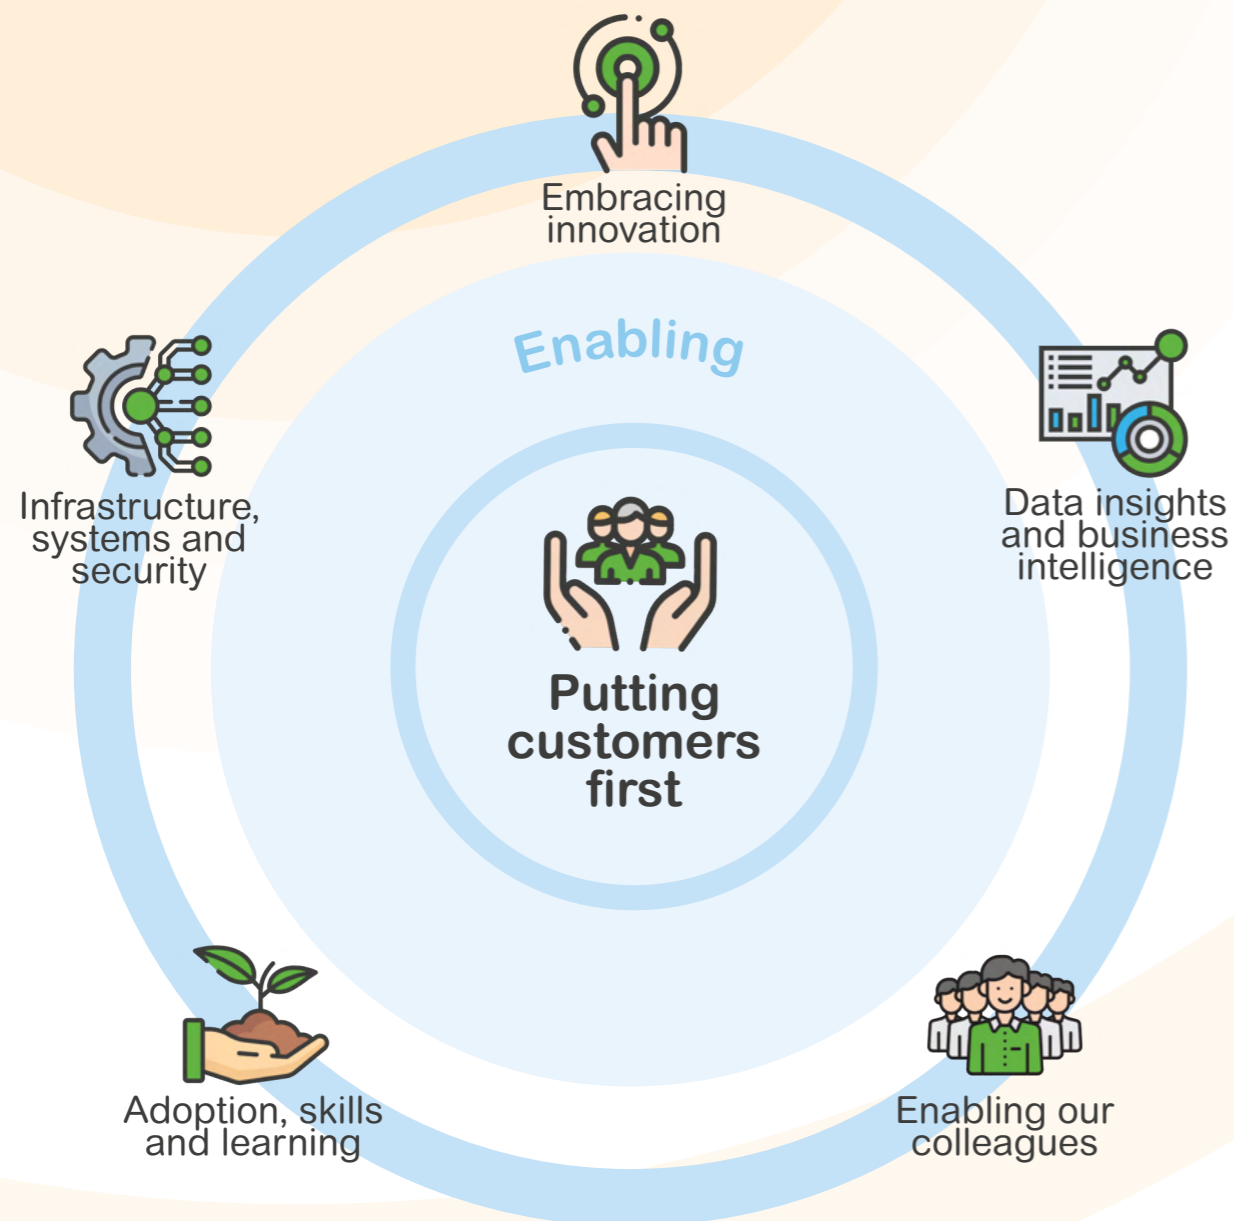 Embracing
innovation
Enabling
Infrastructure,
systems and
security
Data insights
and business
intelligence
Putting
customers
first
Adoption, skills
and learning
Enabling our
colleagues